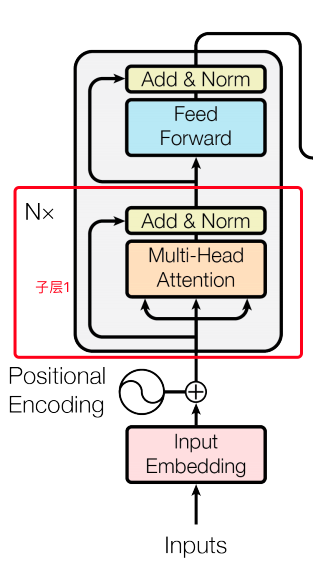 Add & Norm
Feed
Forward
N×
Add & Norm
Multi-Head
Attention
子层1
Positional
Encoding
Input
Embedding
Inputs